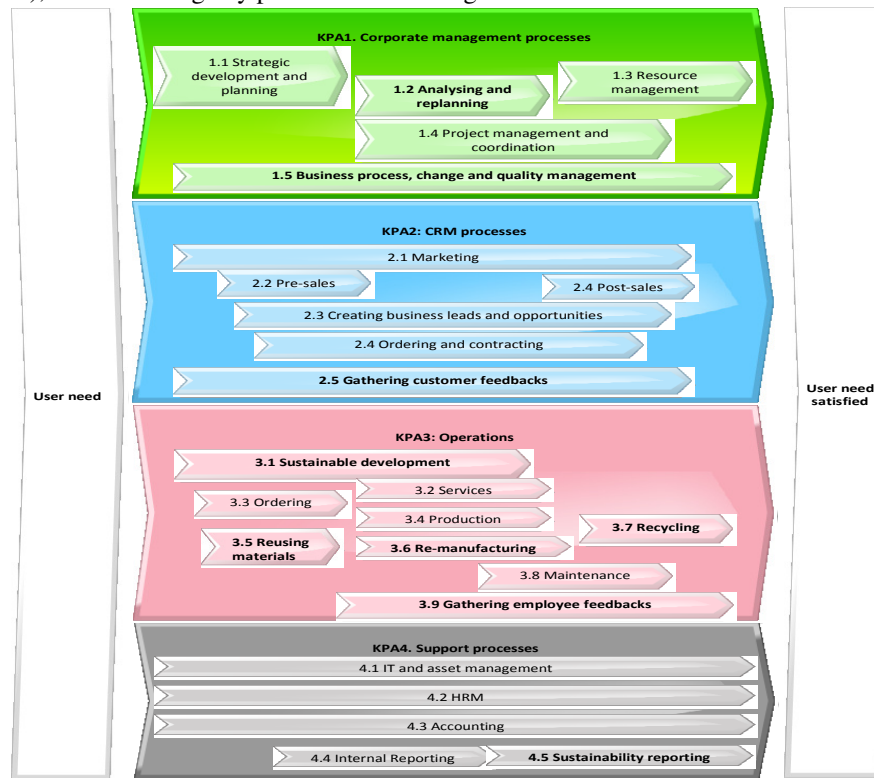 KPA1. Corporate management processes
1.1 Strategic
development and
planning
1.2 Analysing and
replanning
1.3 Resource
management
1.4 Project management and
coordination
1.5 Business process, change and quality management
KPA2: CRM processes
2.1 Marketing
2.2 Pre-sales
2.4 Post-sales
2.3 Creating business leads and opportunities
2.4 Ordering and contracting
2.5 Gathering customer feedbacks
User need
User need
satisfied
KPA3: Operations
3.1 Sustainable development
3.2 Services
3.3 Ordering
3.4 Production
3.5 Reusing
materials
3.6 Re-manufacturing
3.7 Recycling
3.8 Maintenance
3.9 Gathering employee feedbacks
KPA4. Support processes
4.1 IT and asset management
4.2 HRM
4.3 Accounting
4.4 Internal Reporting
4.5 Sustainability reporting